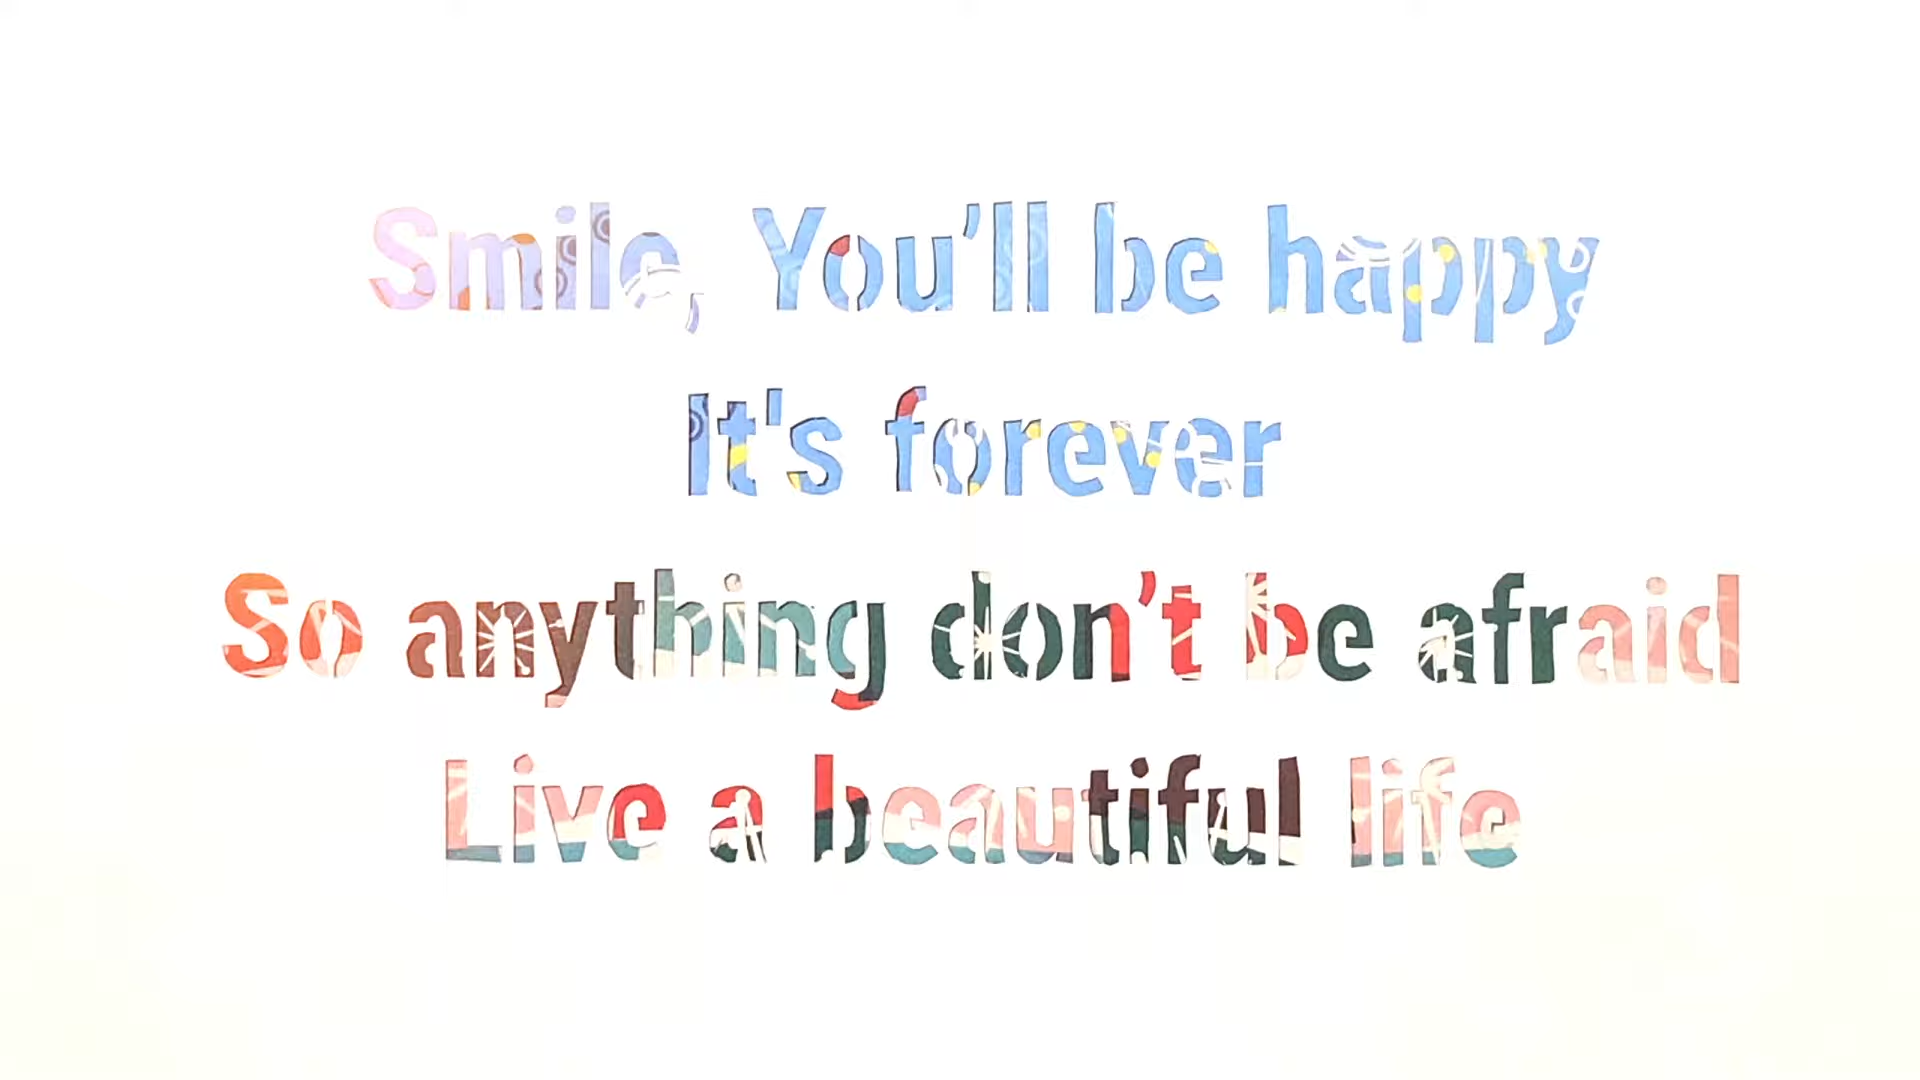 Smile, You’ll be happy
It's forever
So anything don’t be afraid
Live a beautiful life